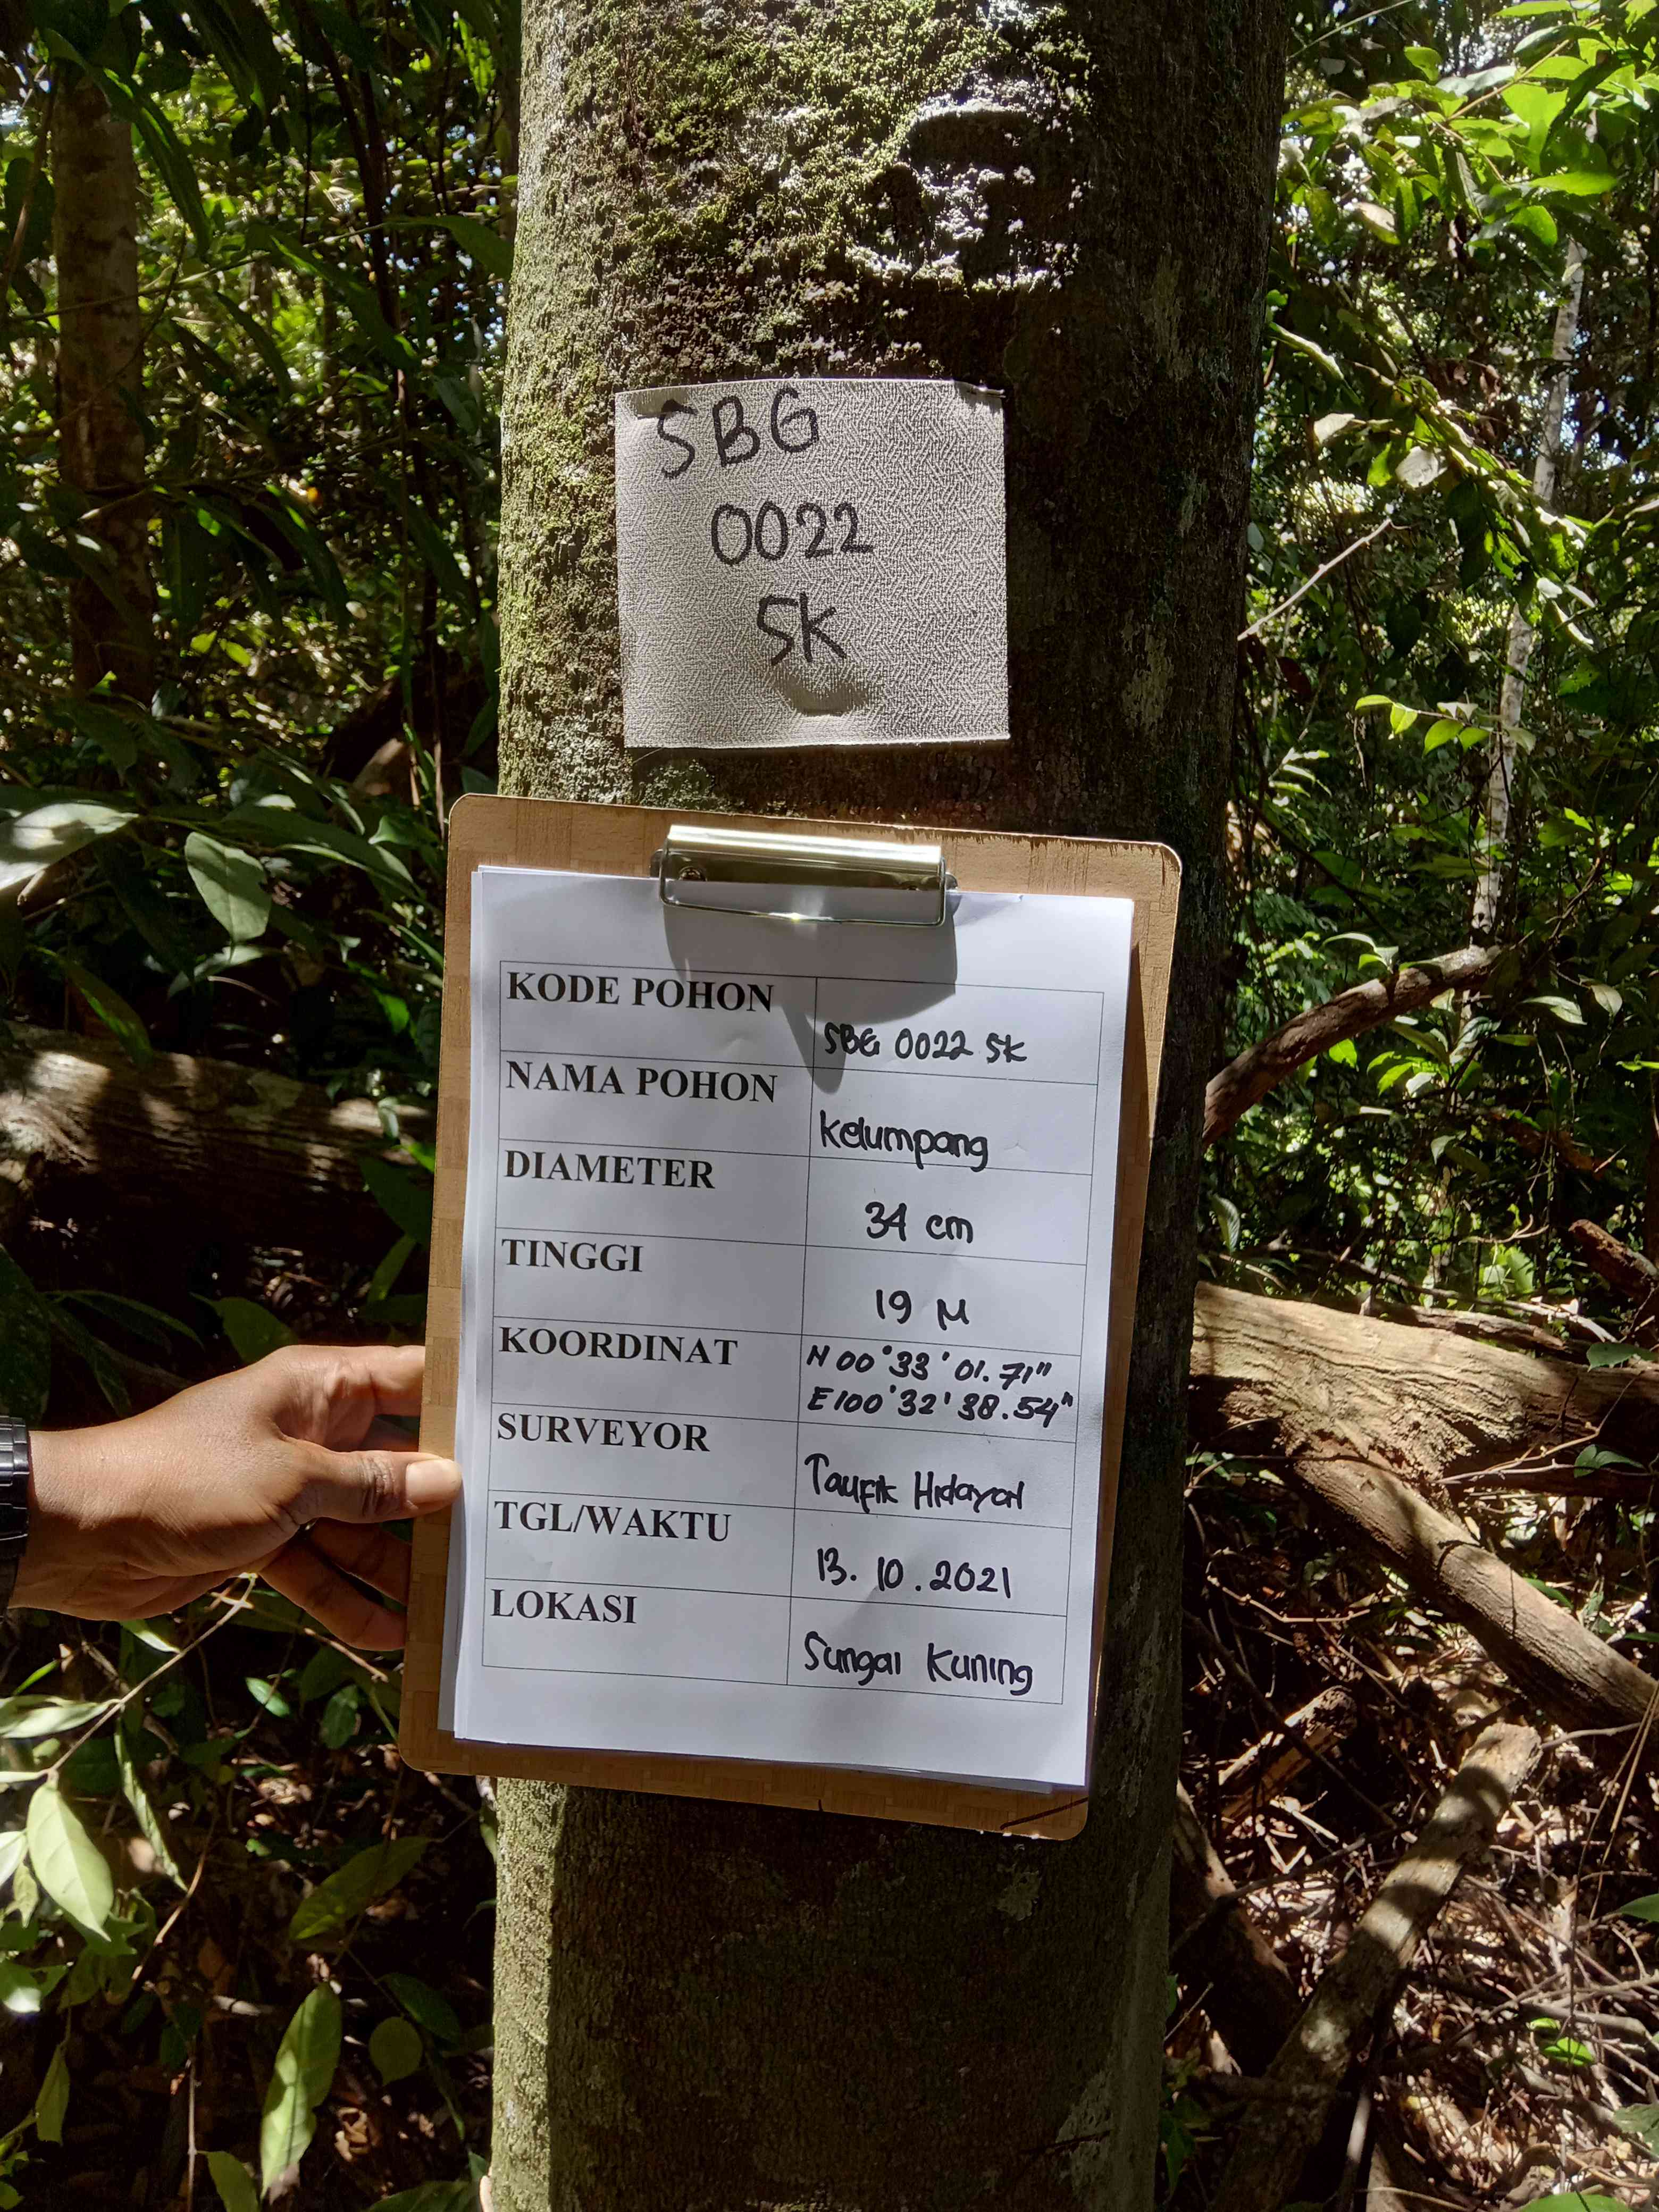 SBG
0022
SK
KODE POHON
SBG 0022 SK
NAMA POHON
Kelumpang
DIAMETER
34 cm
TINGGI
19 M
KOORDINAT
N 00°33'01.71"
E 100°32'38.54"
SURVEYOR
Taufik Hidayat
TGL/WAKTU
13.10.2021
LOKASI
Sungai Kuning